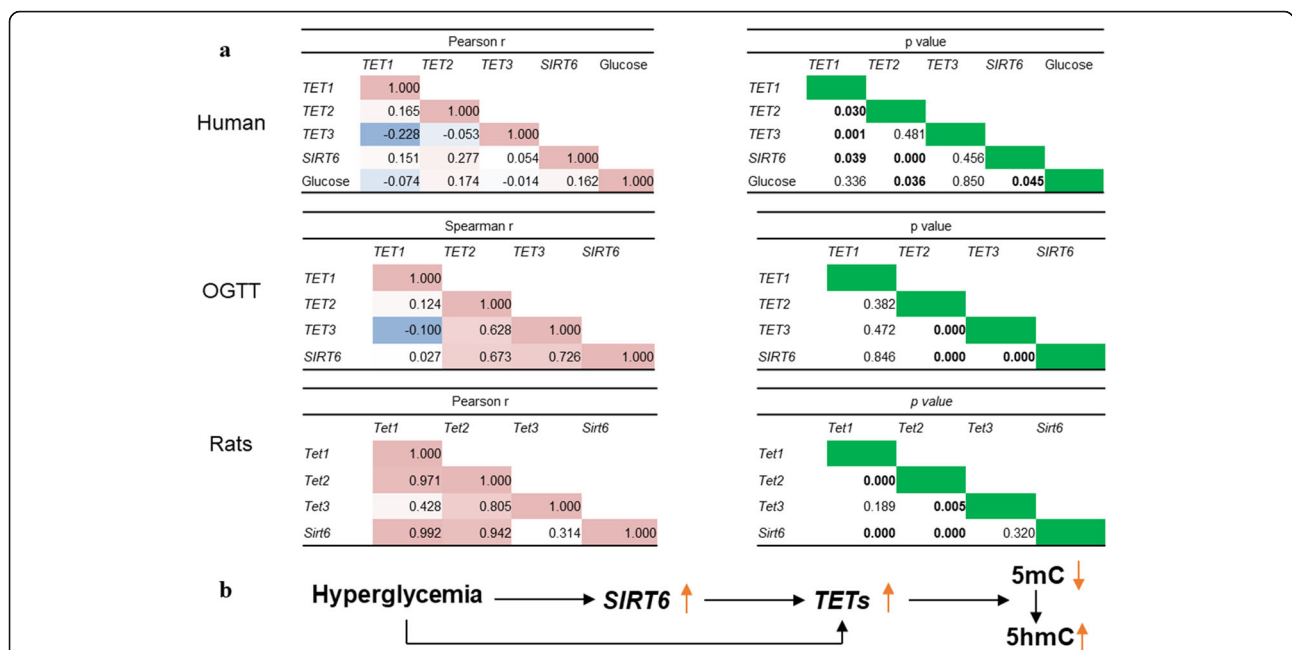 a
Human
Pearson r
TET1 TET2 TET3 SIRT6 Glucose
TET1 1.000
TET2 0.165 1.000
TET3 -0.228 -0.053 1.000
SIRT6 0.151 0.277 0.054 1.000
Glucose -0.074 0.174 -0.014 0.162 1.000
p value
TET1 TET2 TET3 SIRT6 Glucose
TET1
TET2 0.030
TET3 0.001 0.481
SIRT6 0.039 0.000 0.456
Glucose 0.336 0.036 0.850 0.045
OGTT
Spearman r
TET1 TET2 TET3 SIRT6
TET1 1.000
TET2 0.124 1.000
TET3 -0.100 0.628 1.000
SIRT6 0.027 0.673 0.726 1.000
p value
TET1 TET2 TET3 SIRT6
TET1
TET2 0.382
TET3 0.472 0.000
SIRT6 0.846 0.000 0.000
Rats
Pearson r
Tet1 Tet2 Tet3 Sirt6
Tet1 1.000
Tet2 0.971 1.000
Tet3 0.428 0.805 1.000
Sirt6 0.992 0.942 0.314 1.000
p value
Tet1 Tet2 Tet3 Sirt6
Tet1
Tet2 0.000
Tet3 0.189 0.005
Sirt6 0.000 0.000 0.320
b
Hyperglycemia SIRT6 TETs 5mC
5hmC